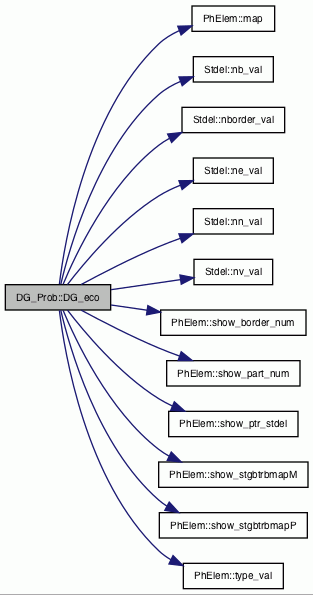 PhElem::map
Stdel::nb_val
Stdel::nborder_val
Stdel::ne_val
Stdel::nn_val
Stdel::nv_val
DG_Prob::DG_eco
PhElem::show_border_num
PhElem::show_part_num
PhElem::show_ptr_stdel
PhElem::show_stgbtrbmapM
PhElem::show_stgbtrbmapP
PhElem::type_val